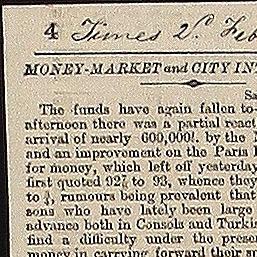 4 Times 2d. Feb
MONEY-MARKET and CITY INT
Sa
The funds have again fallen to-
afternoon there was a partial react
arrival of nearly 600,000l. by the
and an improvement on the Paris
for money, which left off yesterday
first quoted 92⅞ to 93, whence they
to ¾, rumours being prevalent that
sons who have lately been large
advance both in Consols and Turkis
find a difficulty under the prese
money in carrying forward their